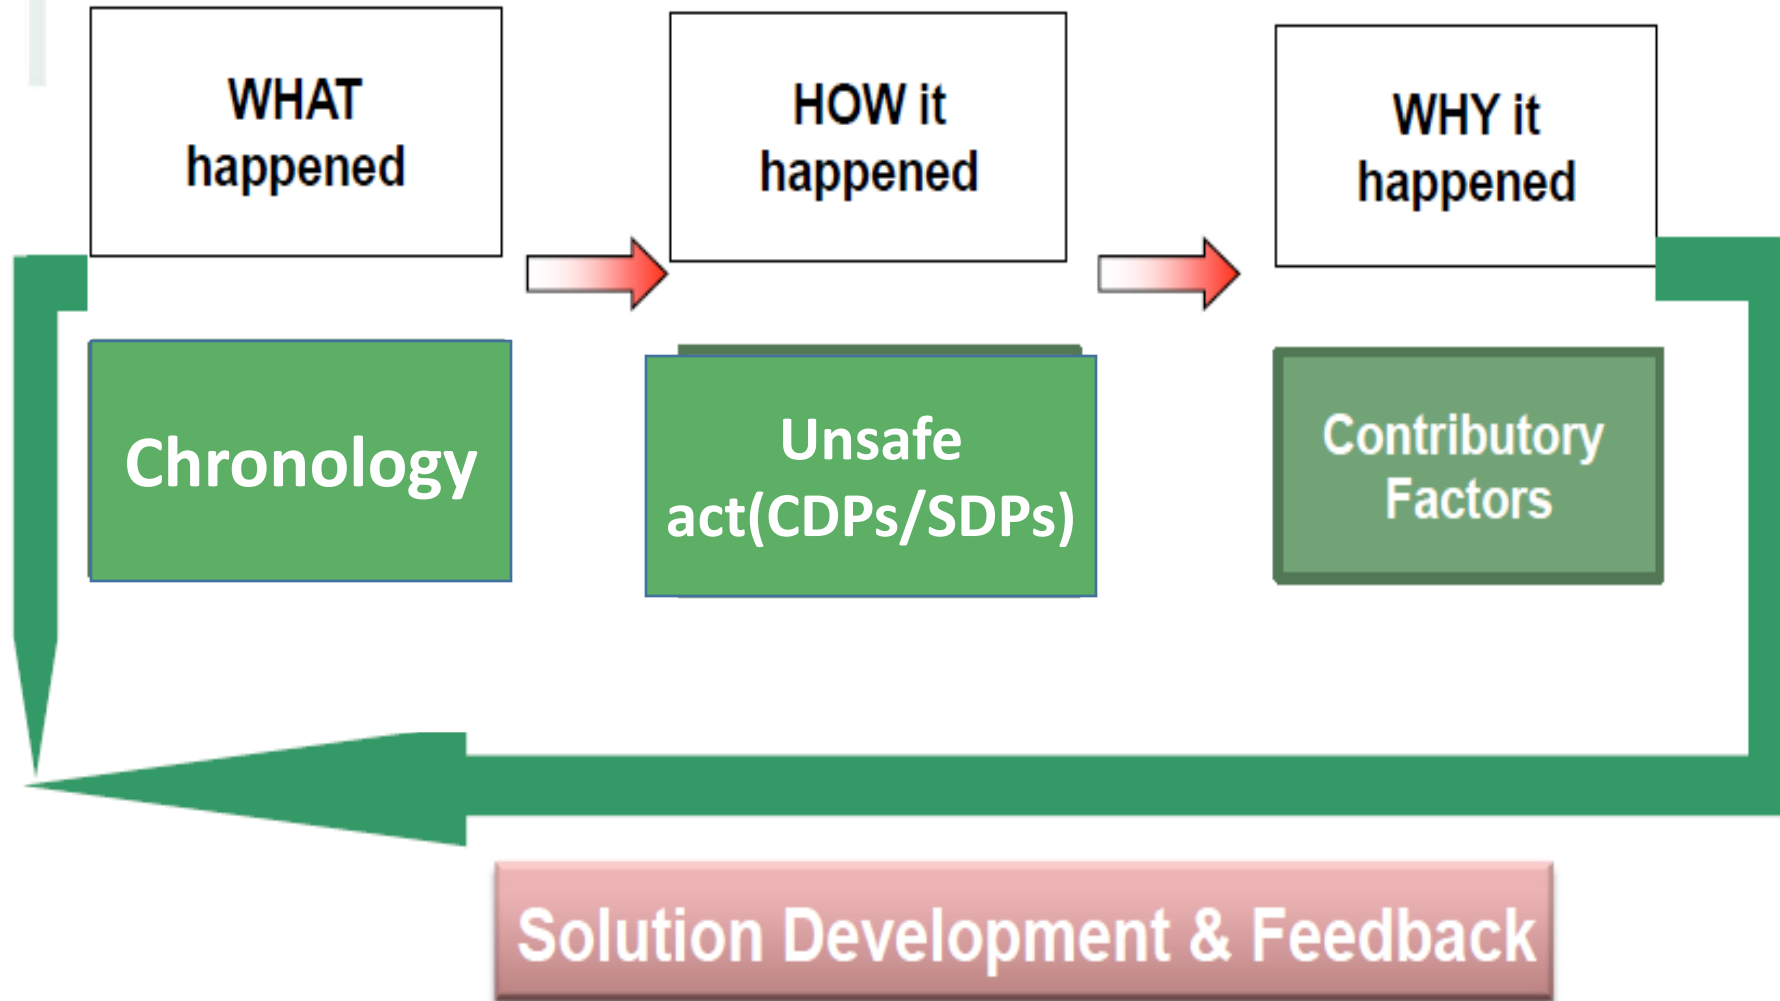 WHAT
happened
HOW it
happened
WHY it
happened
Chronology
Unsafe
act(CDPs/SDPs)
Contributory
Factors
Solution Development & Feedback